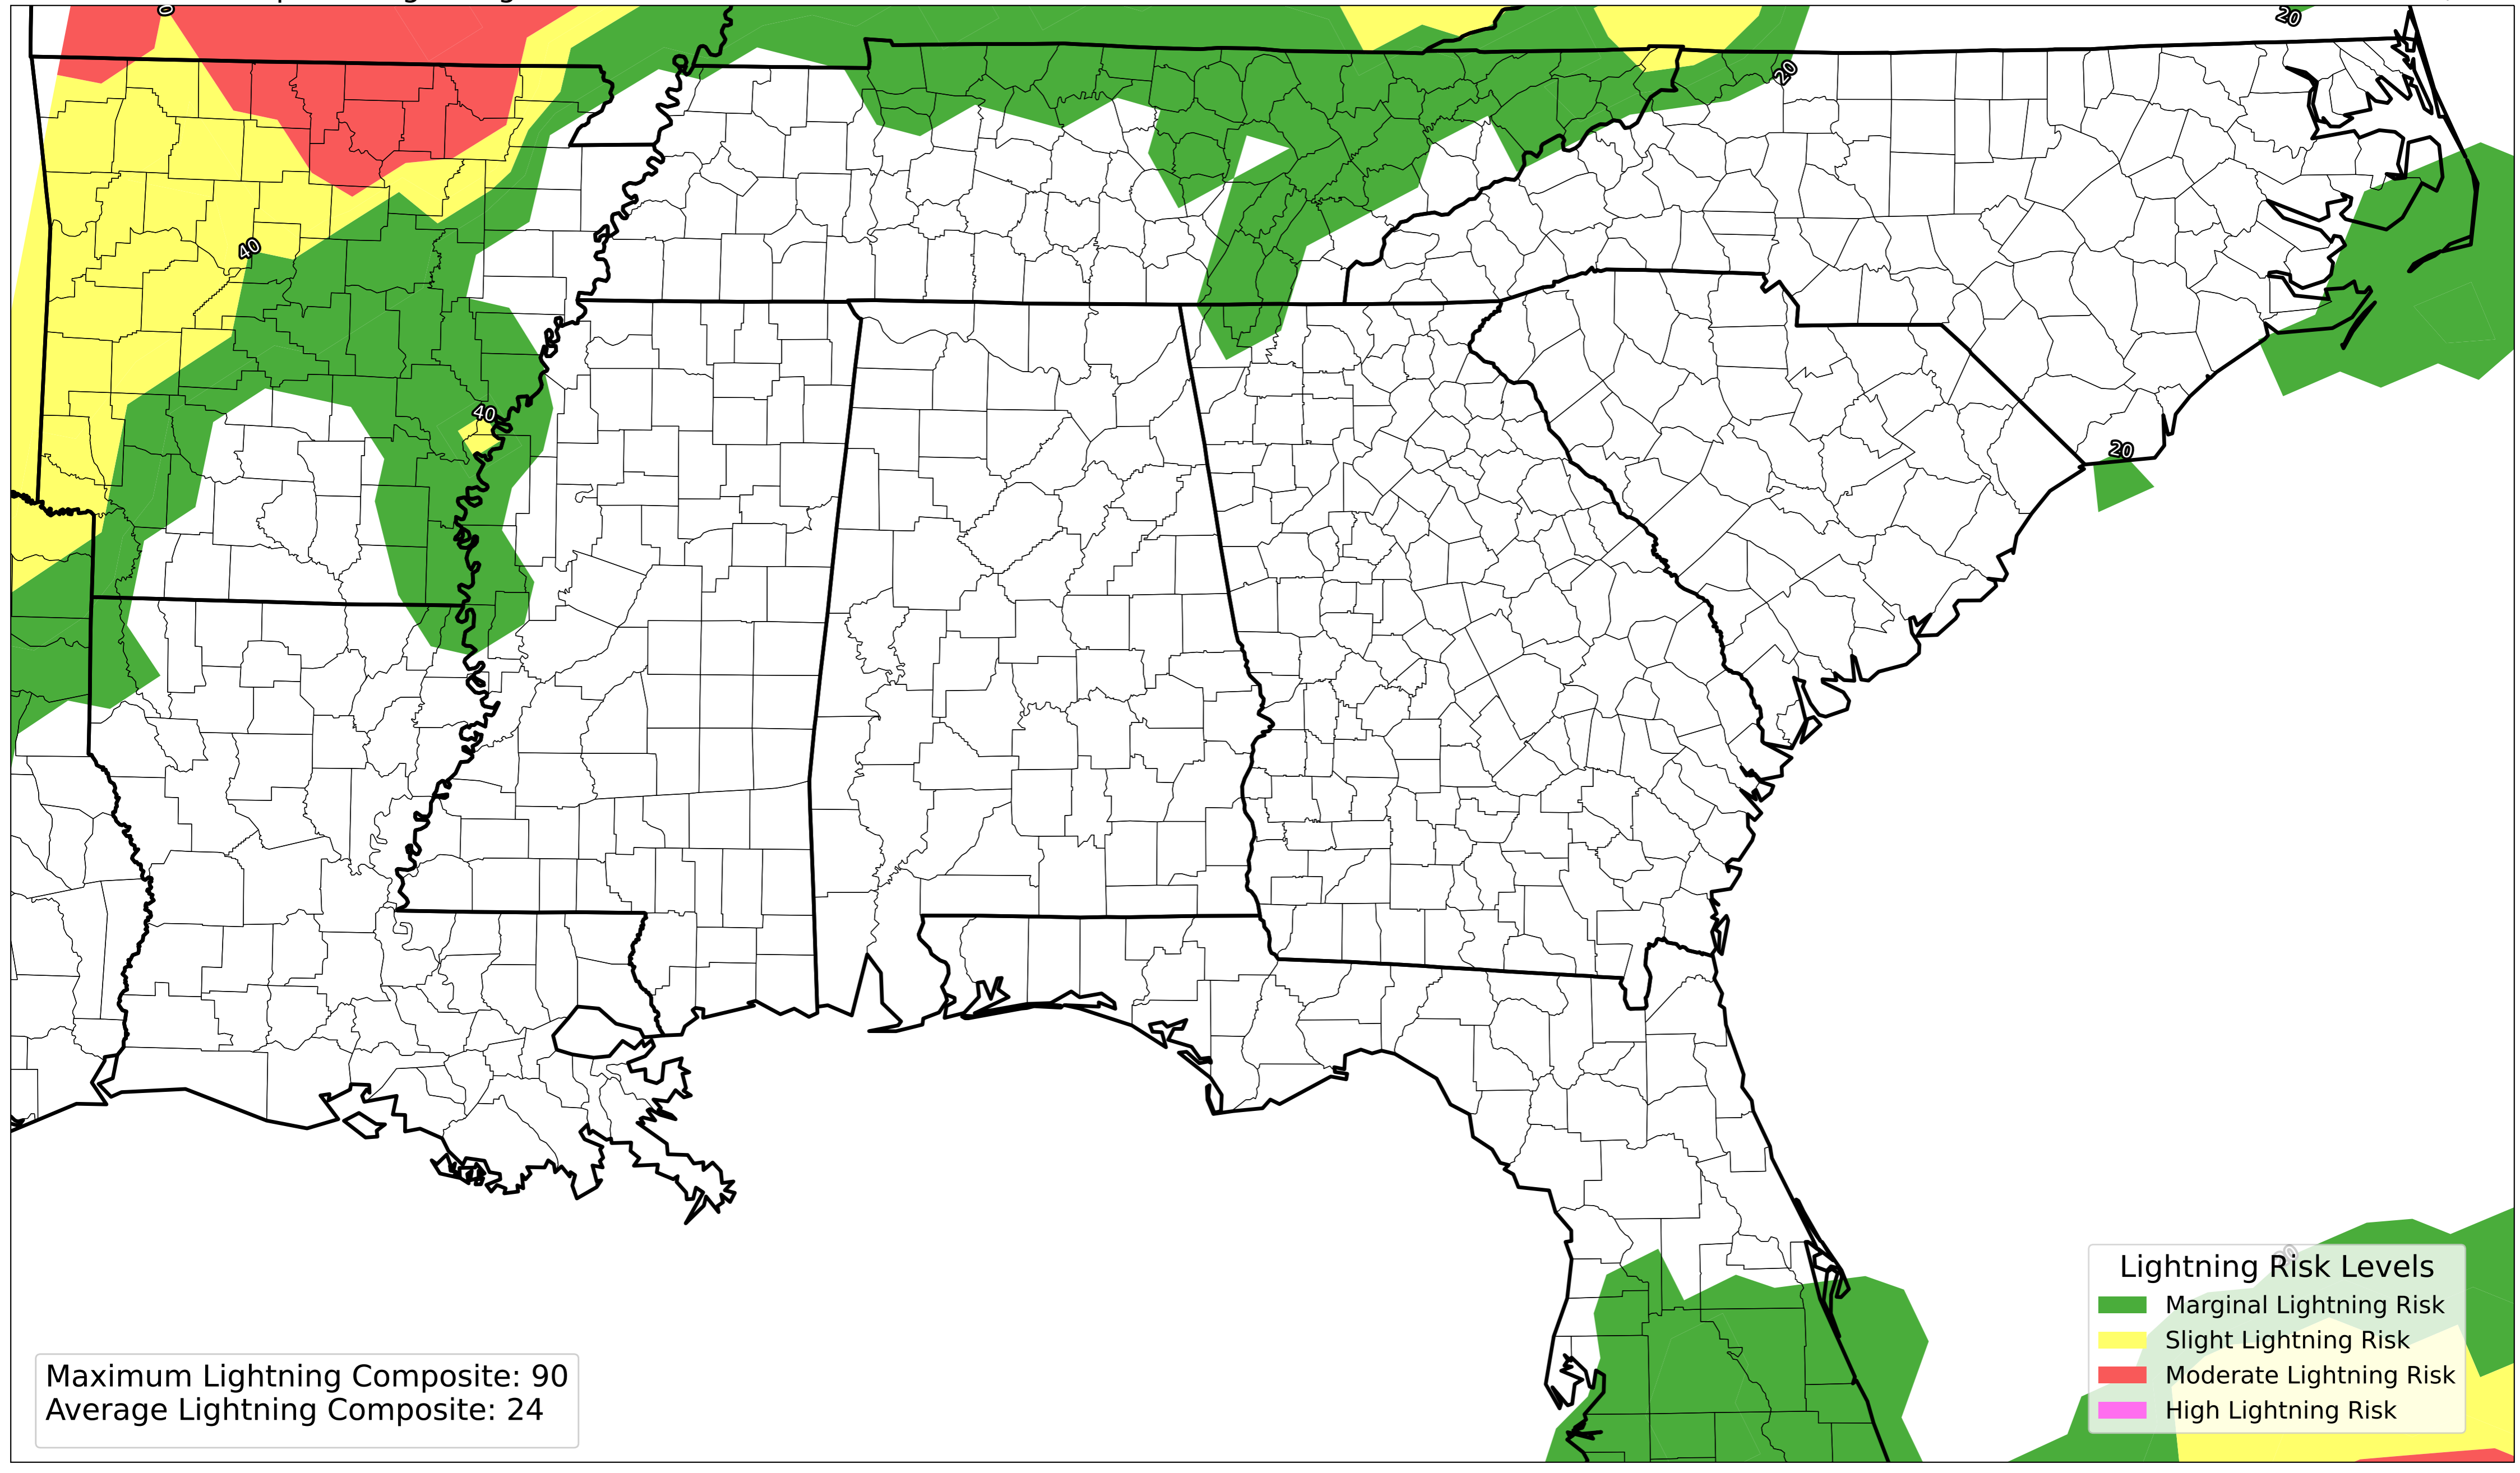 20
20
40
40
20
Lightning Risk Levels
Marginal Lightning Risk
Slight Lightning Risk
Moderate Lightning Risk
High Lightning Risk
Maximum Lightning Composite: 90
Average Lightning Composite: 24